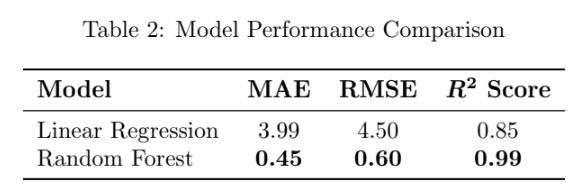 Table 2: Model Performance Comparison
Model MAE RMSE R² Score
Linear Regression 3.99 4.50 0.85
Random Forest 0.45 0.60 0.99